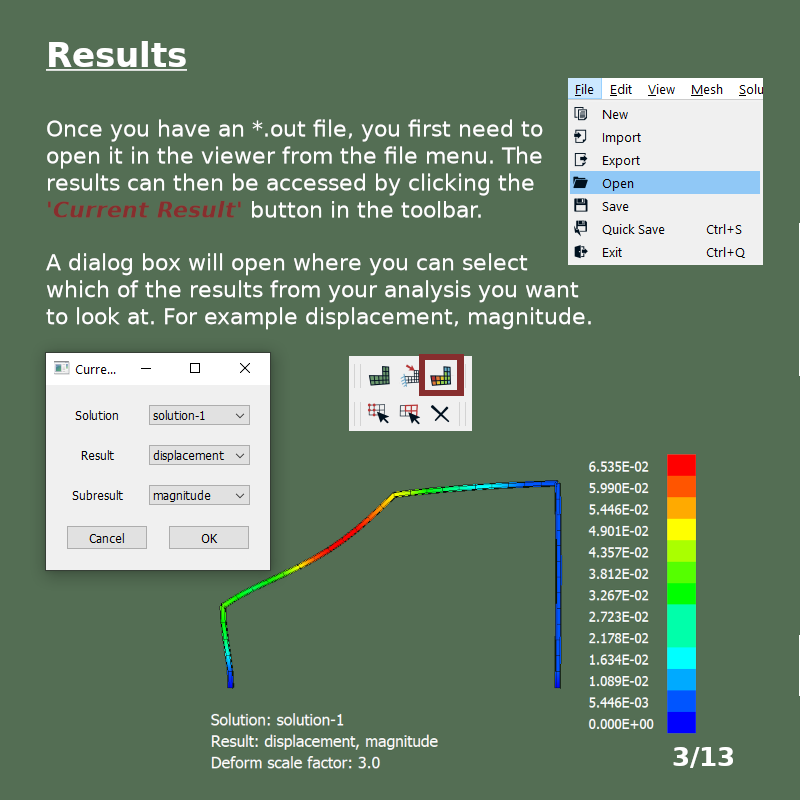 Results
File Edit View Mesh Solu
New
Import
Export
Open
Save
Quick Save Ctrl+S
Exit Ctrl+Q
Once you have an *.out file, you first need to
open it in the viewer from the file menu. The
results can then be accessed by clicking the
'Current Result' button in the toolbar.
A dialog box will open where you can select
which of the results from your analysis you want
to look at. For example displacement, magnitude.
Curre...
Solution solution-1
Result displacement
Subresult magnitude
Cancel OK
6.535E-02
5.990E-02
5.446E-02
4.901E-02
4.357E-02
3.812E-02
3.267E-02
2.723E-02
2.178E-02
1.634E-02
1.089E-02
5.446E-03
0.000E+00
Solution: solution-1
Result: displacement, magnitude
Deform scale factor: 3.0
3/13